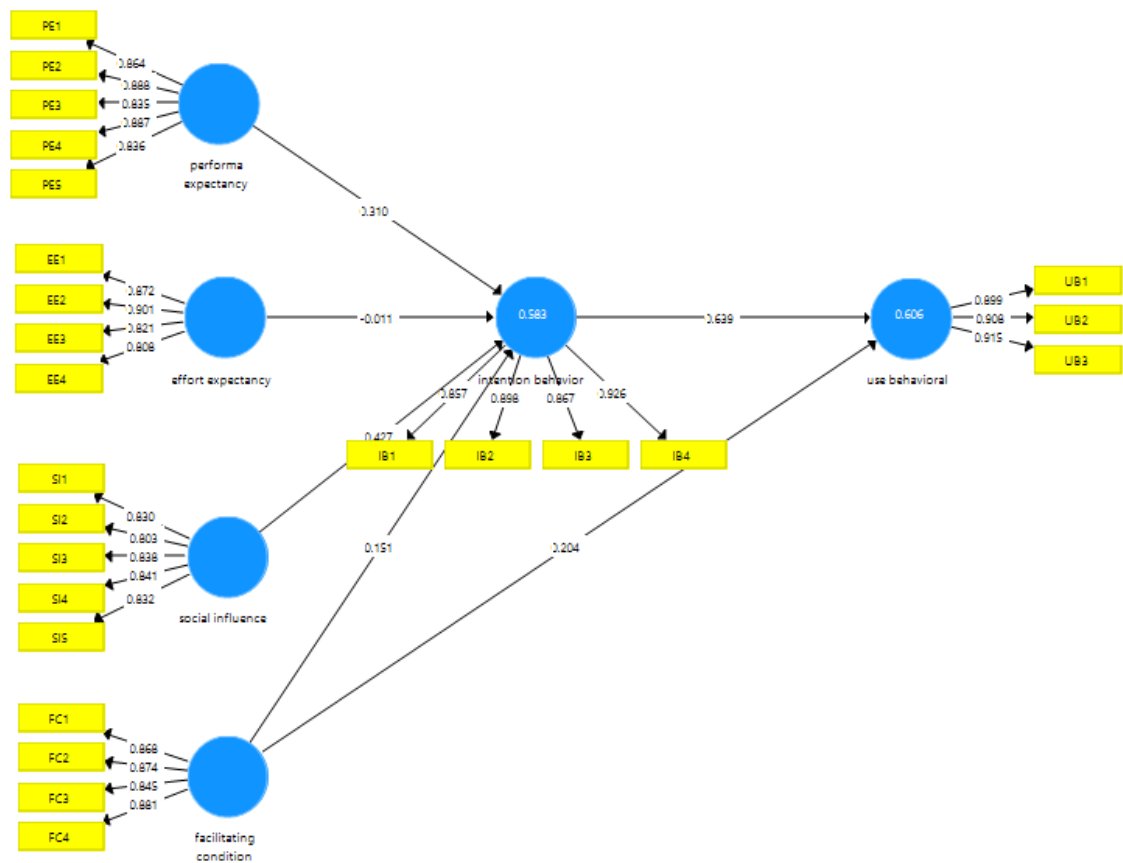 PE1
PE2
PE3
PE4
PE5
0.864
0.888
0.835
0.887
0.836
performa
expectancy
0.310
EE1
EE2
EE3
EE4
0.872
0.901
0.821
0.808
effort expectancy
-0.011
0.583
intention behavior
0.639
0.606
use behavioral
0.899
0.908
0.915
UB1
UB2
UB3
0.857
0.898
0.867
0.926
IB1
IB2
IB3
IB4
0.427
SI1
SI2
SI3
SI4
SI5
0.830
0.803
0.838
0.841
0.832
social influence
0.151
0.204
FC1
FC2
FC3
FC4
0.868
0.874
0.845
0.881
facilitating
condition